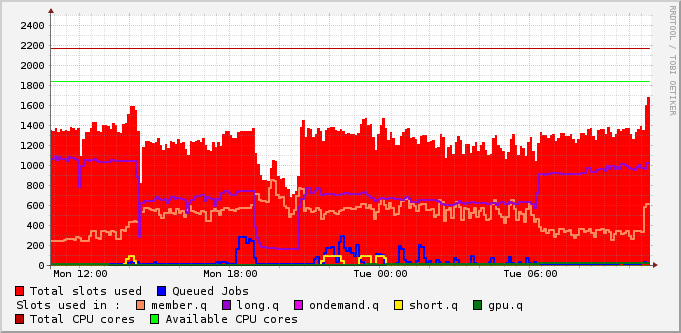 2400
2200
2000
1800
1600
1400
1200
1000
800
600
400
200
0
Mon 12:00 Mon 18:00 Tue 00:00 Tue 06:00
Total slots used Queued Jobs
Slots used in : member.q long.q ondemand.q short.q gpu.q
Total CPU cores Available CPU cores
RRDTOOL / TOBI OETIKER